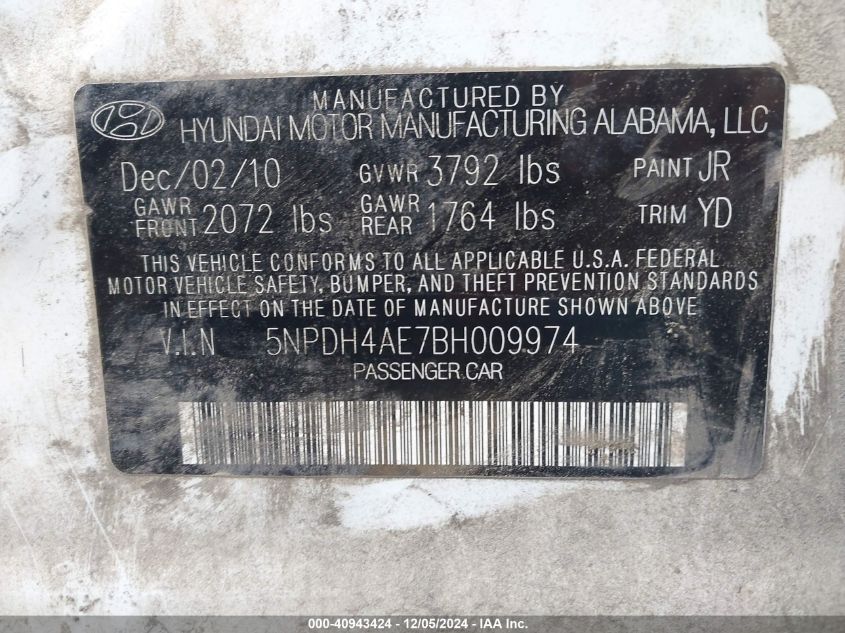 MANUFACTURED BY
HYUNDAI MOTOR MANUFACTURING ALABAMA, LLC
Dec/02/10 GVWR 3792 lbs PAINT JR
GAWR FRONT 2072 lbs GAWR REAR 1764 lbs TRIM YD
THIS VEHICLE CONFORMS TO ALL APPLICABLE U.S.A. FEDERAL
MOTOR VEHICLE SAFETY, BUMPER, AND THEFT PREVENTION STANDARDS
IN EFFECT ON THE DATE OF MANUFACTURE SHOWN ABOVE
V.I.N 5NPDH4AE7BH009974
PASSENGER CAR
000-40943424 - 12/05/2024 - IAA Inc.